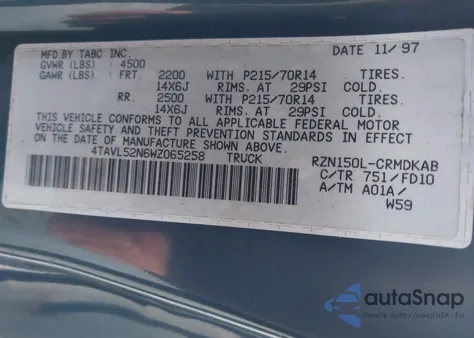 MFD BY TABC INC. DATE 11/97
GVWR (LBS) 4500
GAWR (LBS) FRT. 2200 WITH P215/70R14 TIRES.
14X6J RIMS. AT 29PSI COLD.
RR. 2500 WITH P215/70R14 TIRES.
14X6J RIMS. AT 29PSI COLD.
THIS VEHICLE CONFORMS TO ALL APPLICABLE FEDERAL MOTOR
VEHICLE SAFETY AND THEFT PREVENTION STANDARDS IN EFFECT
ON THE DATE OF MANUFACTURE SHOWN ABOVE.
4TAVL52N6WZ065258 TRUCK RZN150L-CRMDKAB
C/TR 751/FD10
A/TM A01A/
W59
autoSnap